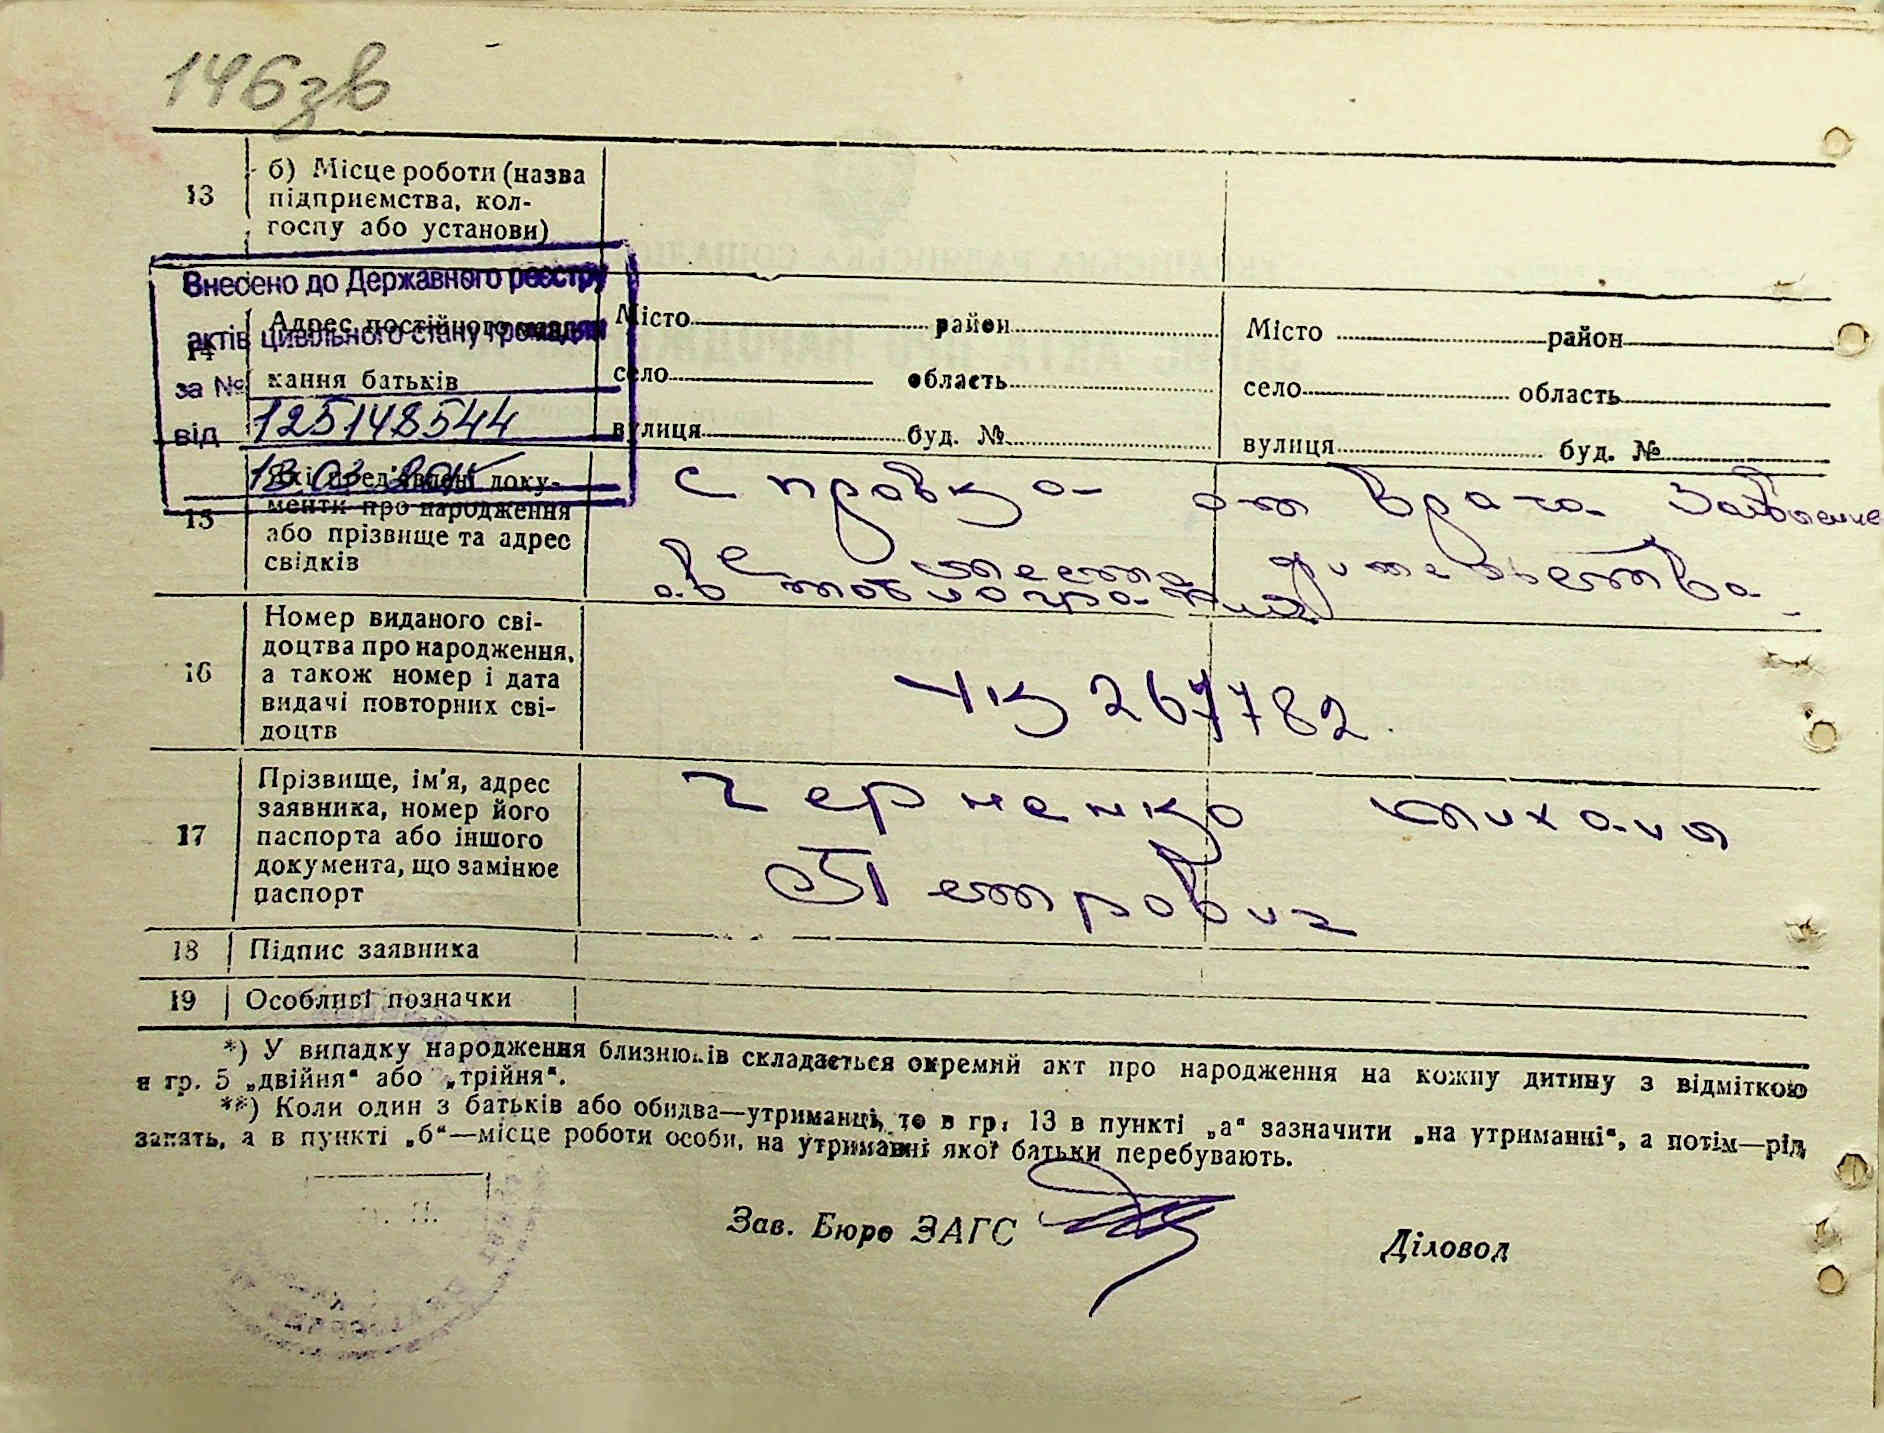 146зв
13
б) Місце роботи (назва
підприємства, кол-
госпу або установи)
Внесено до Державного реєстру
актів цивільного стану громадян
за №
125148544
від
14
Адрес постійного
кання батьків
Місто район
село область
вулиця буд. №
Місто район
село область
вулиця буд. №
15
Які пред'явлені доку-
менти про народження
або прізвище та адрес
свідків
справка от врача
с места жительства
автобиография
16
Номер виданого сві-
доцтва про народження,
а також номер і дата
видачі повторних сві-
доцтв
ЧК 267782.
17
Прізвище, ім'я, адрес
заявника, номер його
паспорта або іншого
документа, що замінює
паспорт
Черненко Михаил
Петрович
18 Підпис заявника
19 Особливі позначки
*) У випадку народження близнюків складається окремий акт про народження на кожну дитину з відміткою
в гр. 5 „двійня“ або „трійня“.
**) Коли один з батьків або обидва—утриманці, то в гр. 13 в пункті „а“ зазначити „на утриманні“, а потім—рід
занять, а в пункті „б“—місце роботи особи, на утриманні якої батьки перебувають.
Зав. Бюро ЗАГС
Діловод